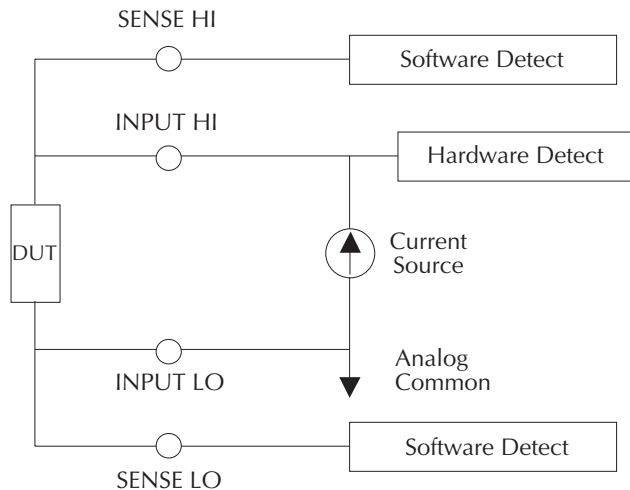 SENSE HI
Software Detect
INPUT HI
Hardware Detect
DUT
Current
Source
INPUT LO
Analog
Common
Software Detect
SENSE LO